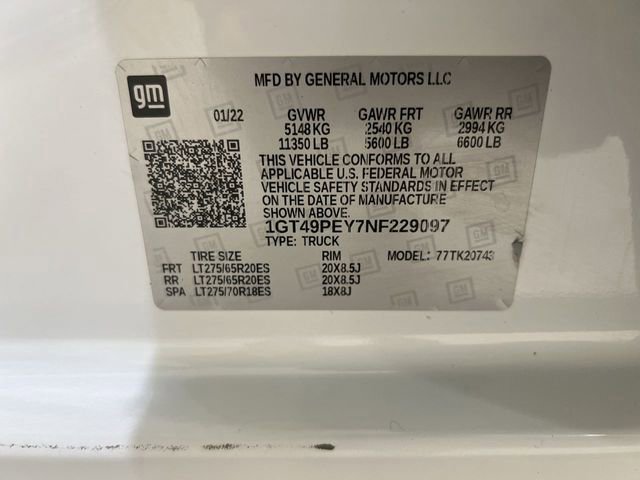 gm
MFD BY GENERAL MOTORS LLC
01/22 GVWR GAWR FRT GAWR RR
5148 KG 2540 KG 2994 KG
11350 LB 5600 LB 6600 LB
THIS VEHICLE CONFORMS TO ALL
APPLICABLE U.S. FEDERAL MOTOR
VEHICLE SAFETY STANDARDS IN EFFECT
ON THE DATE OF MANUFACTURE
SHOWN ABOVE.
1GT49PEY7NF229097
TYPE: TRUCK MODEL: 77TK20743
TIRE SIZE RIM
FRT LT275/65R20ES 20X8.5J
RR LT275/65R20ES 20X8.5J
SPA LT275/70R18ES 18X8J